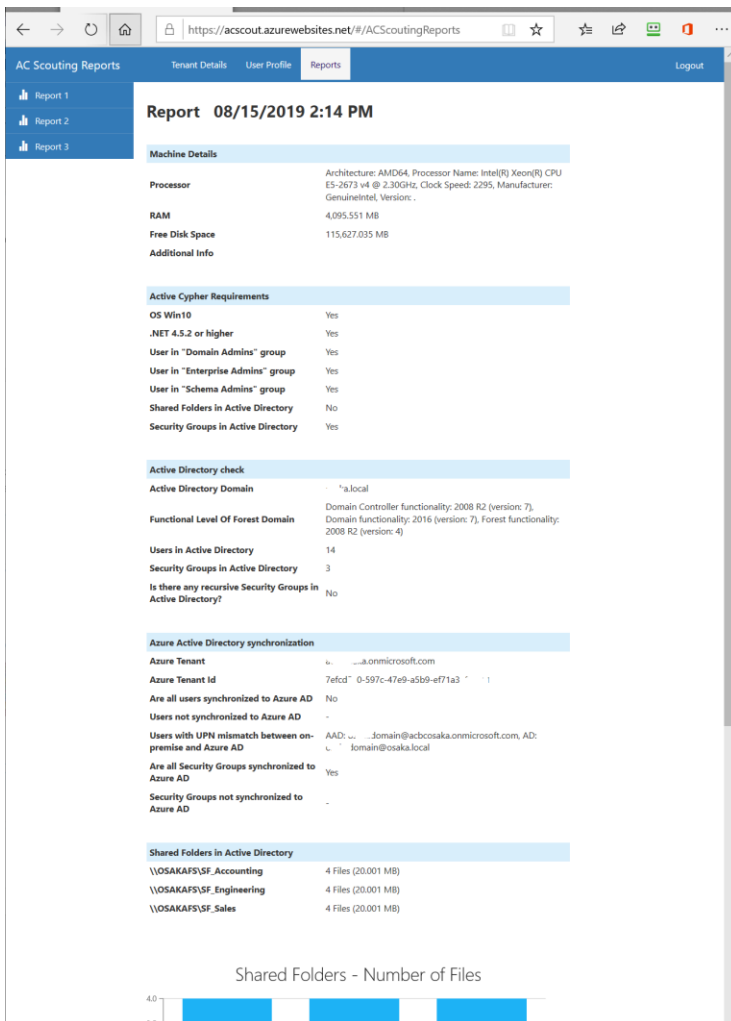 https://acscout.azurewebsites.net/#/ACScoutingReports
AC Scouting Reports Tenant Details User Profile Reports Logout
Report 1
Report 2
Report 3
Report 08/15/2019 2:14 PM
Machine Details
Processor Architecture: AMD64, Processor Name: Intel(R) Xeon(R) CPU
E5-2673 v4 @ 2.30GHz, Clock Speed: 2295, Manufacturer:
GenuineIntel, Version: .
RAM 4,095.551 MB
Free Disk Space 115,627.035 MB
Additional Info
Active Cypher Requirements
OS Win10 Yes
.NET 4.5.2 or higher Yes
User in "Domain Admins" group Yes
User in "Enterprise Admins" group Yes
User in "Schema Admins" group Yes
Shared Folders in Active Directory No
Security Groups in Active Directory Yes
Active Directory check
Active Directory Domain a.local
Functional Level Of Forest Domain Domain Controller functionality: 2008 R2 (version: 7),
Domain functionality: 2016 (version: 7), Forest functionality:
2008 R2 (version: 4)
Users in Active Directory 14
Security Groups in Active Directory 3
Is there any recursive Security Groups in
Active Directory? No
Azure Active Directory synchronization
Azure Tenant a.onmicrosoft.com
Azure Tenant Id 7efcd 0-597c-47e9-a5b9-ef71a3
Are all users synchronized to Azure AD No
Users not synchronized to Azure AD -
Users with UPN mismatch between on-
premise and Azure AD AAD: domain@acbcosaka.onmicrosoft.com, AD:
domain@osaka.local
Are all Security Groups synchronized to
Azure AD Yes
Security Groups not synchronized to
Azure AD -
Shared Folders in Active Directory
\\OSAKAFS\SF_Accounting 4 Files (20.001 MB)
\\OSAKAFS\SF_Engineering 4 Files (20.001 MB)
\\OSAKAFS\SF_Sales 4 Files (20.001 MB)
Shared Folders - Number of Files
4.0